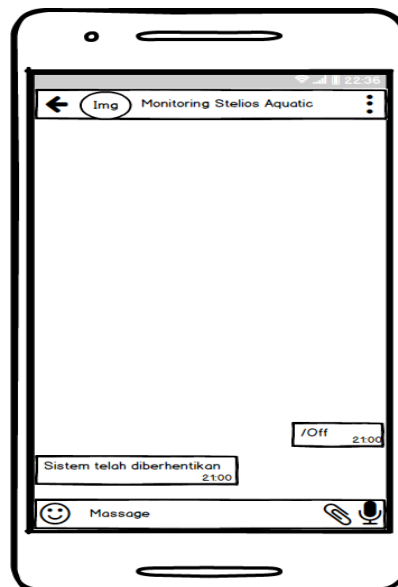 22:36
Img Monitoring Stelios Aquatic
/Off
21:00
Sistem telah diberhentikan
21:00
Massage